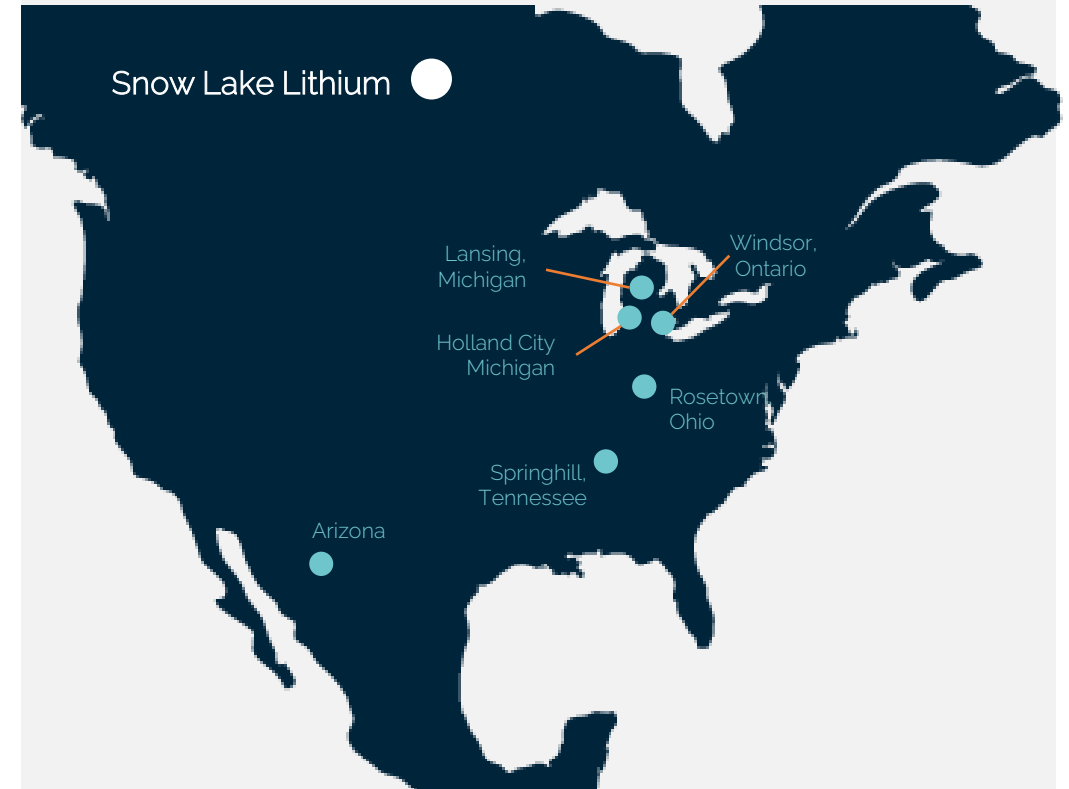 Snow Lake Lithium
Windsor,
Ontario
Lansing,
Michigan
Holland City
Michigan
Rosetown
Ohio
Springhill,
Tennessee
Arizona